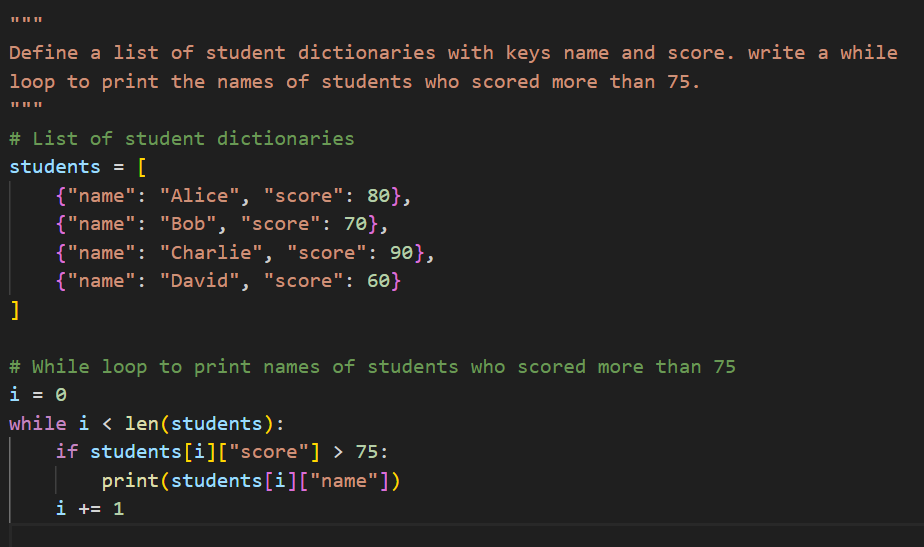 """
Define a list of student dictionaries with keys name and score. write a while
loop to print the names of students who scored more than 75.
"""
# List of student dictionaries
students = [
    {"name": "Alice", "score": 80},
    {"name": "Bob", "score": 70},
    {"name": "Charlie", "score": 90},
    {"name": "David", "score": 60}
]

# While loop to print names of students who scored more than 75
i = 0
while i < len(students):
    if students[i]["score"] > 75:
        print(students[i]["name"])
    i += 1